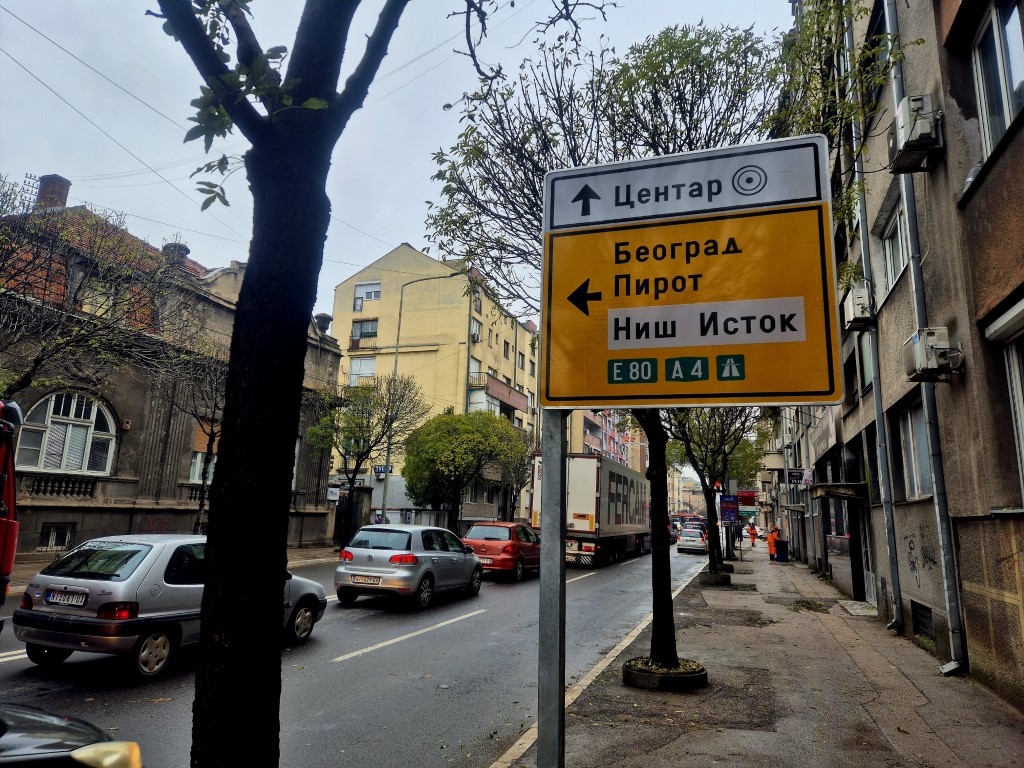 Центар
Београд
Пирот
Ниш Исток
E 80 A 4